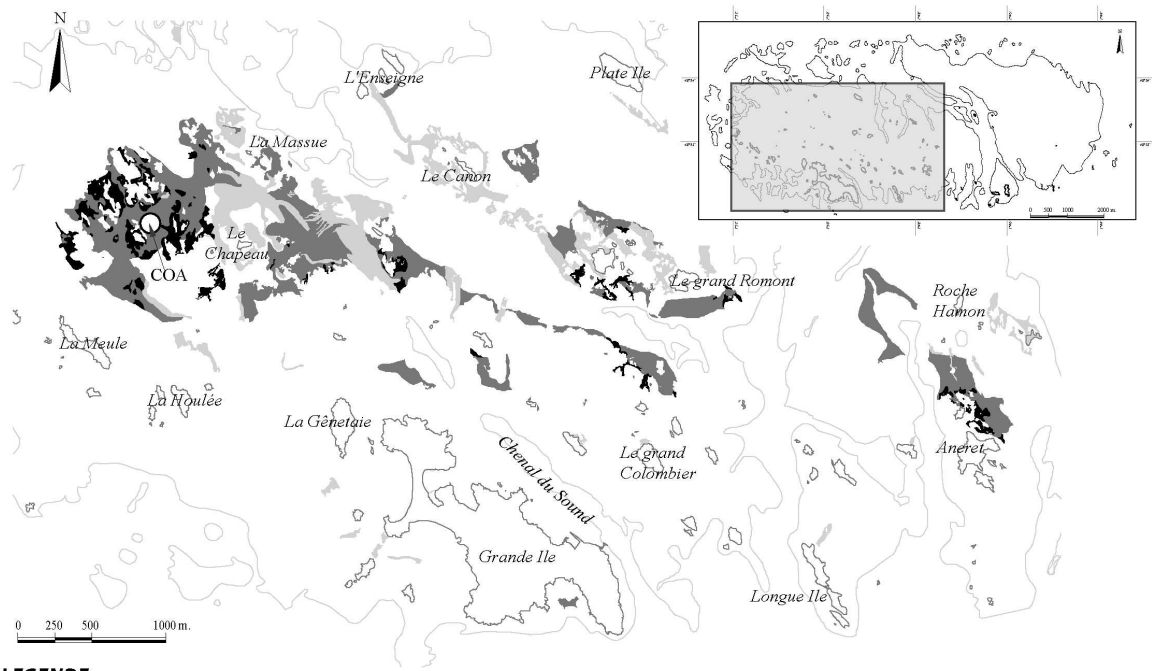 N
L'Enseigne
Plate Ile
N
La Massue
Le Canon
0 500 1000 2000 m.
Le
Chapeau
COA
Le grand Romont
Roche
Hamon
La Meule
La Houlée
La Gênetaie
Chenal du Sound
Le grand
Colombier
Aneret
Grande Ile
Longue Ile
0 250 500 1000 m.
LEGENDE